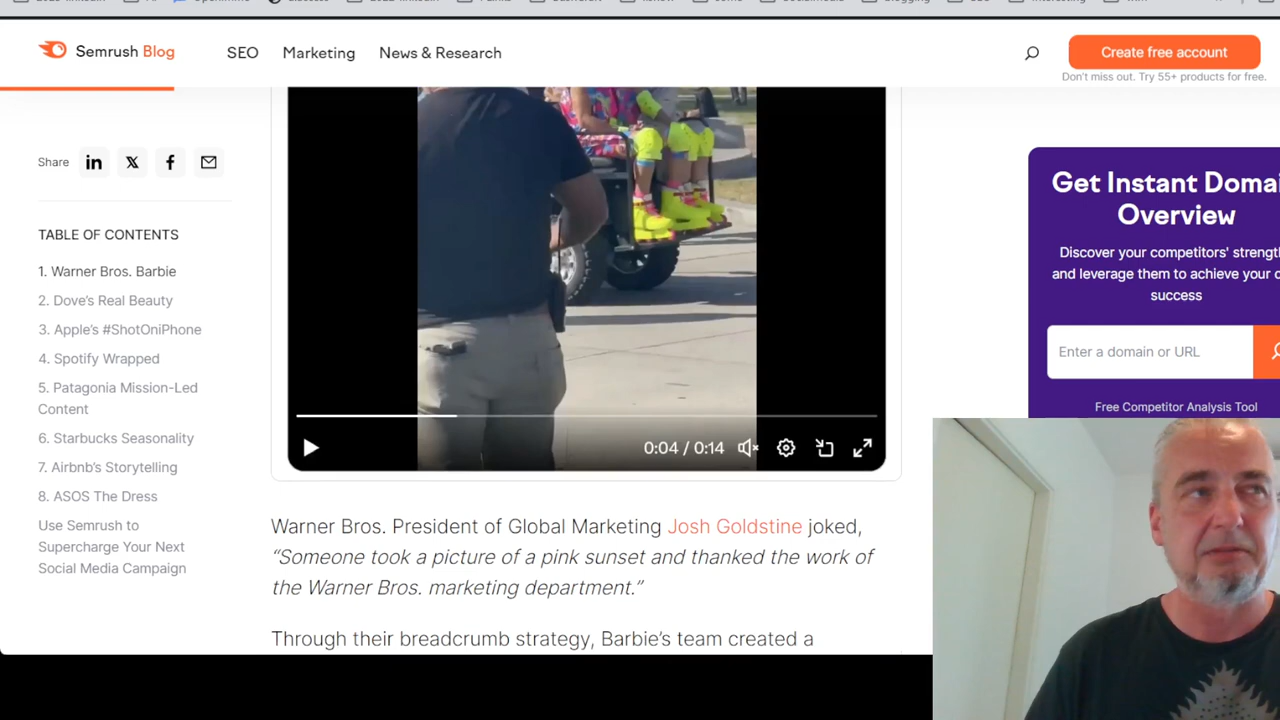 Semrush Blog
SEO
Marketing
News & Research
Create free account
Don't miss out. Try 55+ products for free.
Share
TABLE OF CONTENTS
1. Warner Bros. Barbie
2. Dove's Real Beauty
3. Apple's #ShotOniPhone
4. Spotify Wrapped
5. Patagonia Mission-Led
Content
6. Starbucks Seasonality
7. Airbnb's Storytelling
8. ASOS The Dress
Use Semrush to
Supercharge Your Next
Social Media Campaign
0:04 / 0:14
Warner Bros. President of Global Marketing Josh Goldstine joked,
“Someone took a picture of a pink sunset and thanked the work of
the Warner Bros. marketing department.”
Through their breadcrumb strategy, Barbie’s team created a
Get Instant Domai
Overview
Discover your competitors' strengt
and leverage them to achieve your o
success
Enter a domain or URL
Free Competitor Analysis Tool